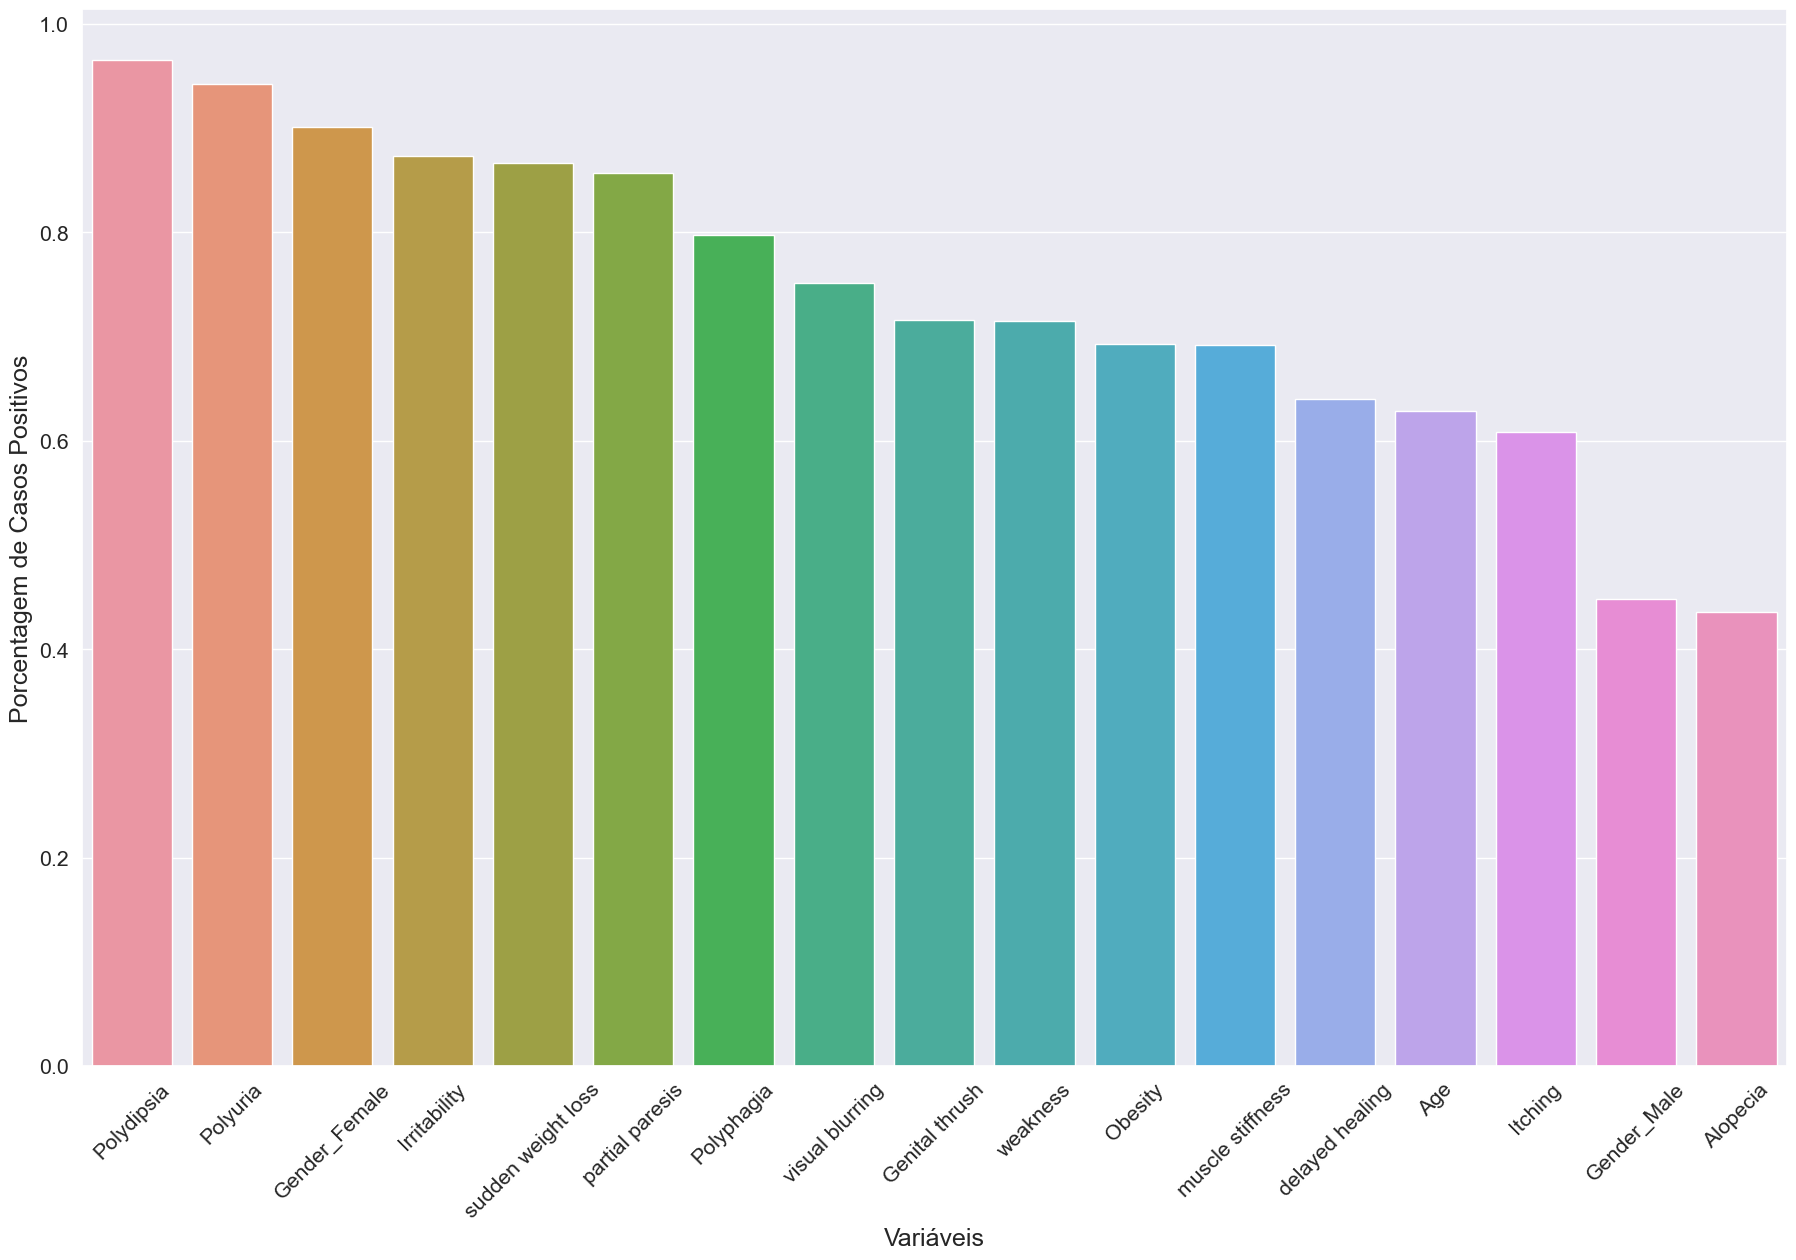 Porcentagem de Casos Positivos
1.0
0.8
0.6
0.4
0.2
0.0
Polydipsia
Polyuria
Gender_Female
Irritability
sudden weight loss
partial paresis
Polyphagia
visual blurring
Genital thrush
weakness
Obesity
muscle stiffness
delayed healing
Age
Itching
Gender_Male
Alopecia
Variáveis